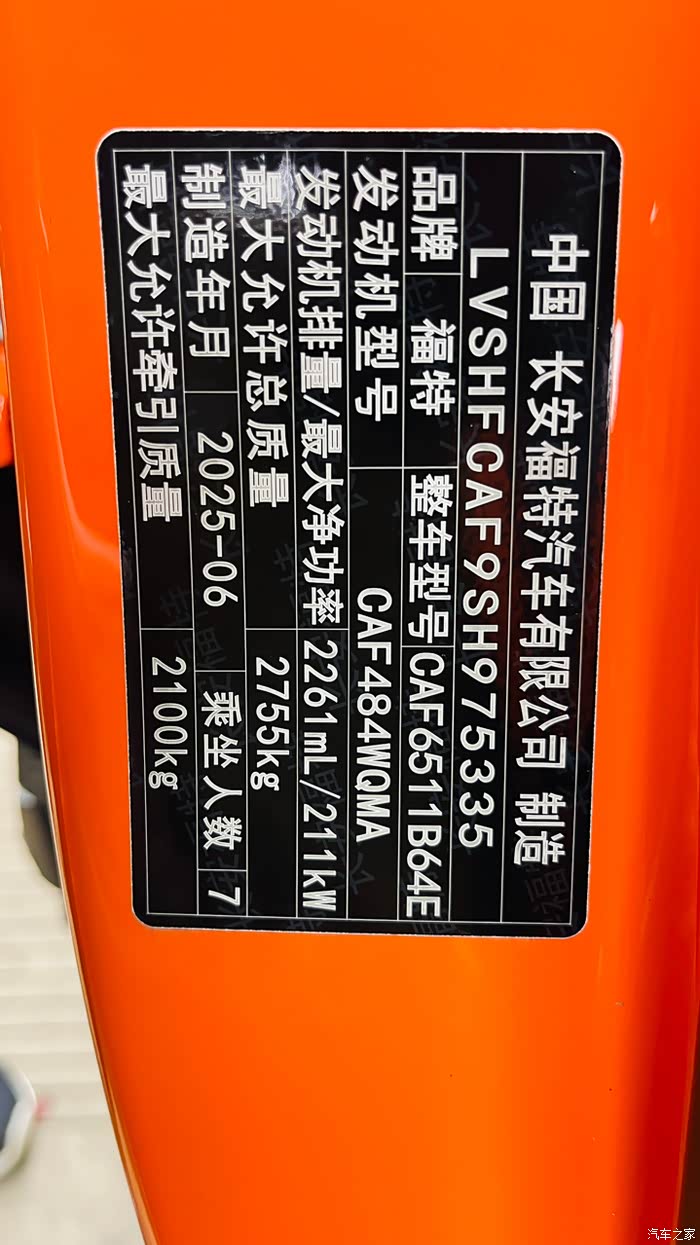 中国 长安福特汽车有限公司 制造
LVSHFCAF9SH975335
品牌 福特 整车型号 CAF6511B64E
发动机型号 CAF484WQMA
发动机排量/最大净功率 2261mL/211kW
最大允许总质量 2755kg
制造年月 2025-06 乘坐人数 7
最大允许牵引质量 2100kg
汽车之家